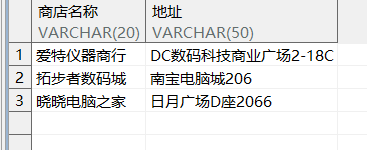 商店名称 地址
VARCHAR(20) VARCHAR(50)
1 爱特仪器商行 DC数码科技商业广场2-18C
2 拓步者数码城 南宝电脑城206
3 晓晓电脑之家 日月广场D座2066